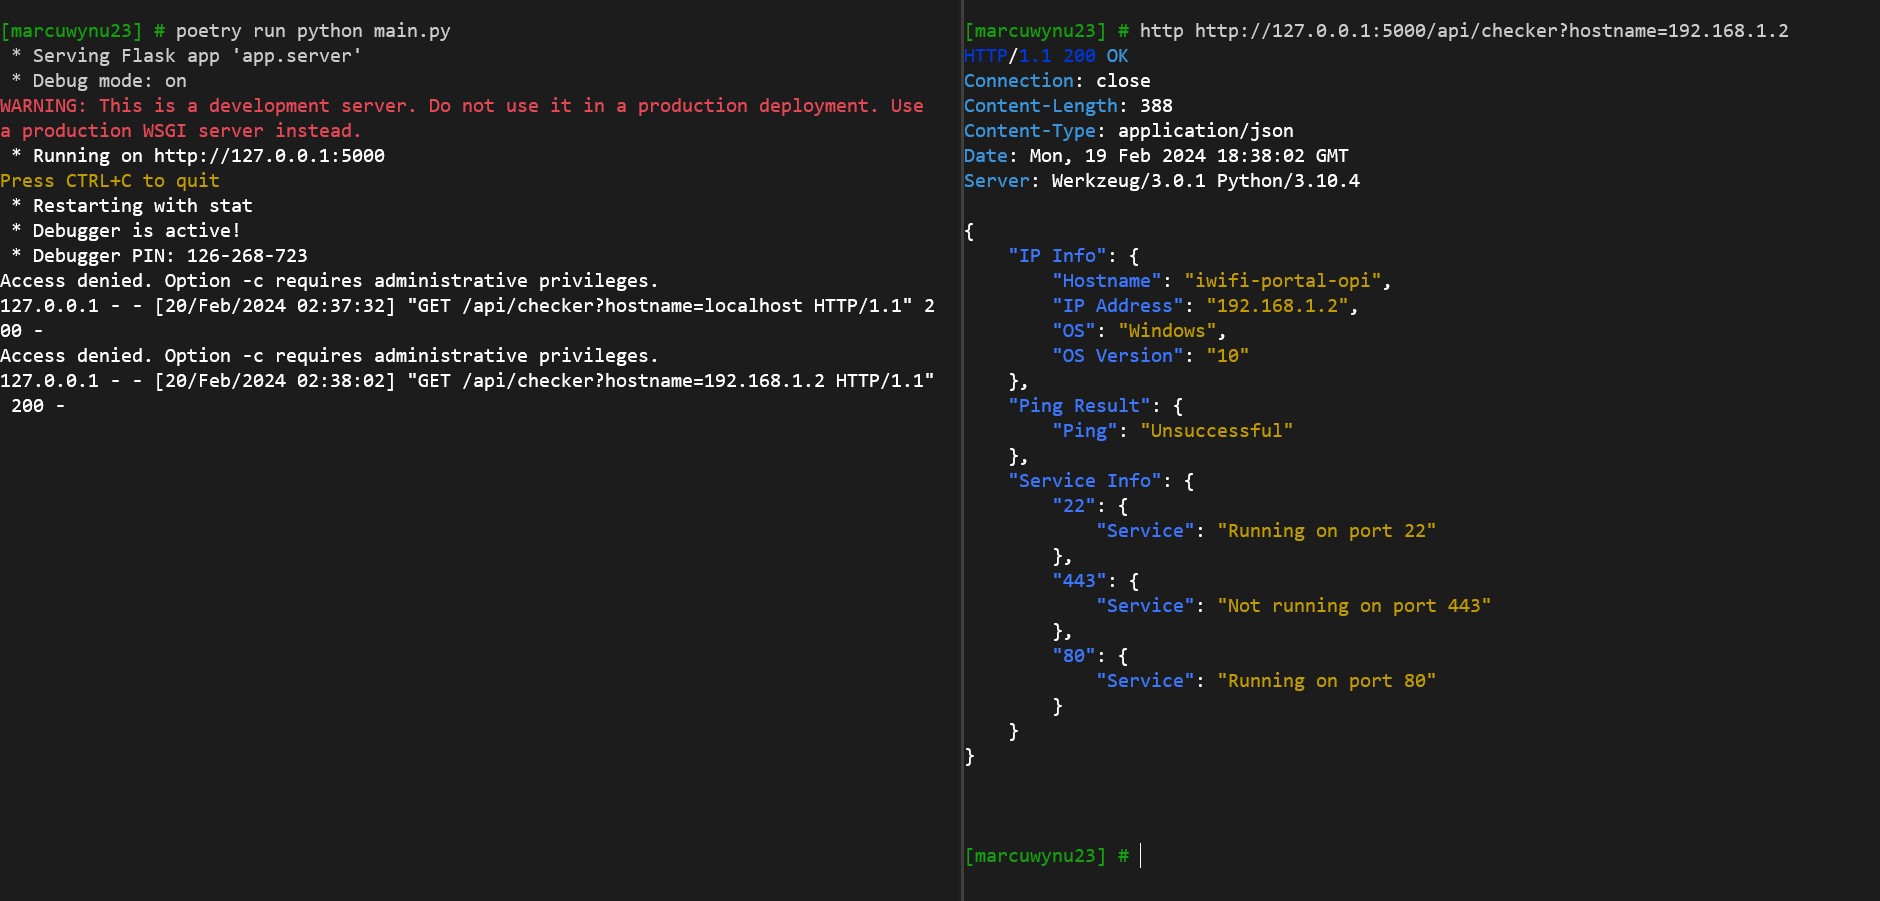 [marcuwynu23] # poetry run python main.py
 * Serving Flask app 'app.server'
 * Debug mode: on
WARNING: This is a development server. Do not use it in a production deployment. Use
a production WSGI server instead.
 * Running on http://127.0.0.1:5000
Press CTRL+C to quit
 * Restarting with stat
 * Debugger is active!
 * Debugger PIN: 126-268-723
Access denied. Option -c requires administrative privileges.
127.0.0.1 - - [20/Feb/2024 02:37:32] "GET /api/checker?hostname=localhost HTTP/1.1" 2
00 -
Access denied. Option -c requires administrative privileges.
127.0.0.1 - - [20/Feb/2024 02:38:02] "GET /api/checker?hostname=192.168.1.2 HTTP/1.1"
 200 -
[marcuwynu23] # http http://127.0.0.1:5000/api/checker?hostname=192.168.1.2
HTTP/1.1 200 OK
Connection: close
Content-Length: 388
Content-Type: application/json
Date: Mon, 19 Feb 2024 18:38:02 GMT
Server: Werkzeug/3.0.1 Python/3.10.4
{
    "IP Info": {
        "Hostname": "iwifi-portal-opi",
        "IP Address": "192.168.1.2",
        "OS": "Windows",
        "OS Version": "10"
    },
    "Ping Result": {
        "Ping": "Unsuccessful"
    },
    "Service Info": {
        "22": {
            "Service": "Running on port 22"
        },
        "443": {
            "Service": "Not running on port 443"
        },
        "80": {
            "Service": "Running on port 80"
        }
    }
}
[marcuwynu23] #